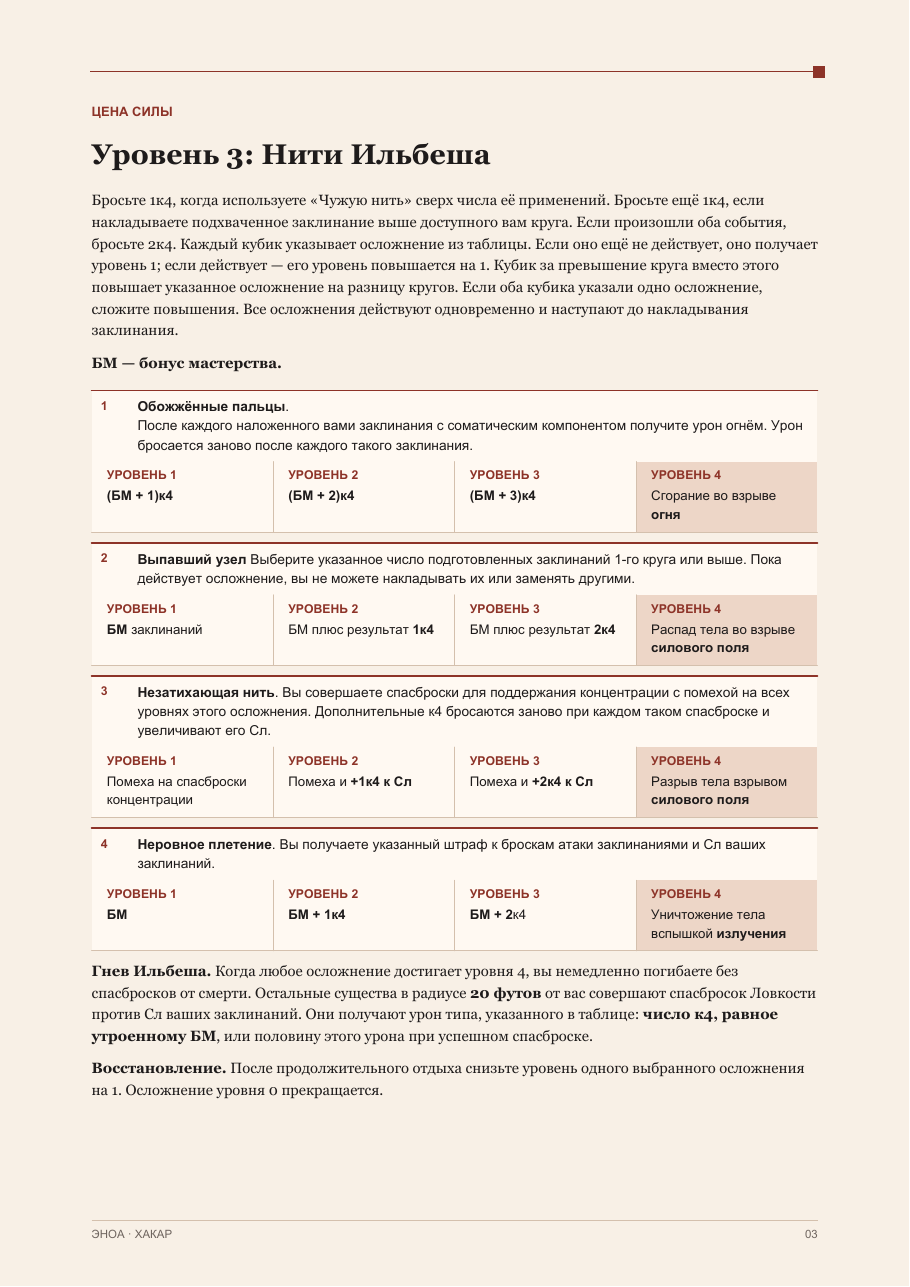 ЦЕНА СИЛЫ
Уровень 3: Нити Ильбеша
Бросьте 1к4, когда используете «Чужую нить» сверх числа её применений. Бросьте ещё 1к4, если
накладываете подхваченное заклинание выше доступного вам круга. Если произошли оба события,
бросьте 2к4. Каждый кубик указывает осложнение из таблицы. Если оно ещё не действует, оно получает
уровень 1; если действует — его уровень повышается на 1. Кубик за превышение круга вместо этого
повышает указанное осложнение на разницу кругов. Если оба кубика указали одно осложнение,
сложите повышения. Все осложнения действуют одновременно и наступают до накладывания
заклинания.
БМ — бонус мастерства.
1 Обожжённые пальцы.
После каждого наложенного вами заклинания с соматическим компонентом получите урон огнём. Урон
бросается заново после каждого такого заклинания.
УРОВЕНЬ 1 УРОВЕНЬ 2 УРОВЕНЬ 3 УРОВЕНЬ 4
(БМ + 1)к4 (БМ + 2)к4 (БМ + 3)к4 Сгорание во взрыве
огня
2 Выпавший узел Выберите указанное число подготовленных заклинаний 1-го круга или выше. Пока
действует осложнение, вы не можете накладывать их или заменять другими.
УРОВЕНЬ 1 УРОВЕНЬ 2 УРОВЕНЬ 3 УРОВЕНЬ 4
БМ заклинаний БМ плюс результат 1к4 БМ плюс результат 2к4 Распад тела во взрыве
силового поля
3 Незатихающая нить. Вы совершаете спасброски для поддержания концентрации с помехой на всех
уровнях этого осложнения. Дополнительные к4 бросаются заново при каждом таком спасброске и
увеличивают его Сл.
УРОВЕНЬ 1 УРОВЕНЬ 2 УРОВЕНЬ 3 УРОВЕНЬ 4
Помеха на спасброски Помеха и +1к4 к Сл Помеха и +2к4 к Сл Разрыв тела взрывом
концентрации силового поля
4 Неровное плетение. Вы получаете указанный штраф к броскам атаки заклинаниями и Сл ваших
заклинаний.
УРОВЕНЬ 1 УРОВЕНЬ 2 УРОВЕНЬ 3 УРОВЕНЬ 4
БМ БМ + 1к4 БМ + 2к4 Уничтожение тела
вспышкой излучения
Гнев Ильбеша. Когда любое осложнение достигает уровня 4, вы немедленно погибаете без
спасбросков от смерти. Остальные существа в радиусе 20 футов от вас совершают спасбросок Ловкости
против Сл ваших заклинаний. Они получают урон типа, указанного в таблице: число к4, равное
утроенному БМ, или половину этого урона при успешном спасброске.
Восстановление. После продолжительного отдыха снизьте уровень одного выбранного осложнения
на 1. Осложнение уровня 0 прекращается.
ЭНОА · ХАКАР 03